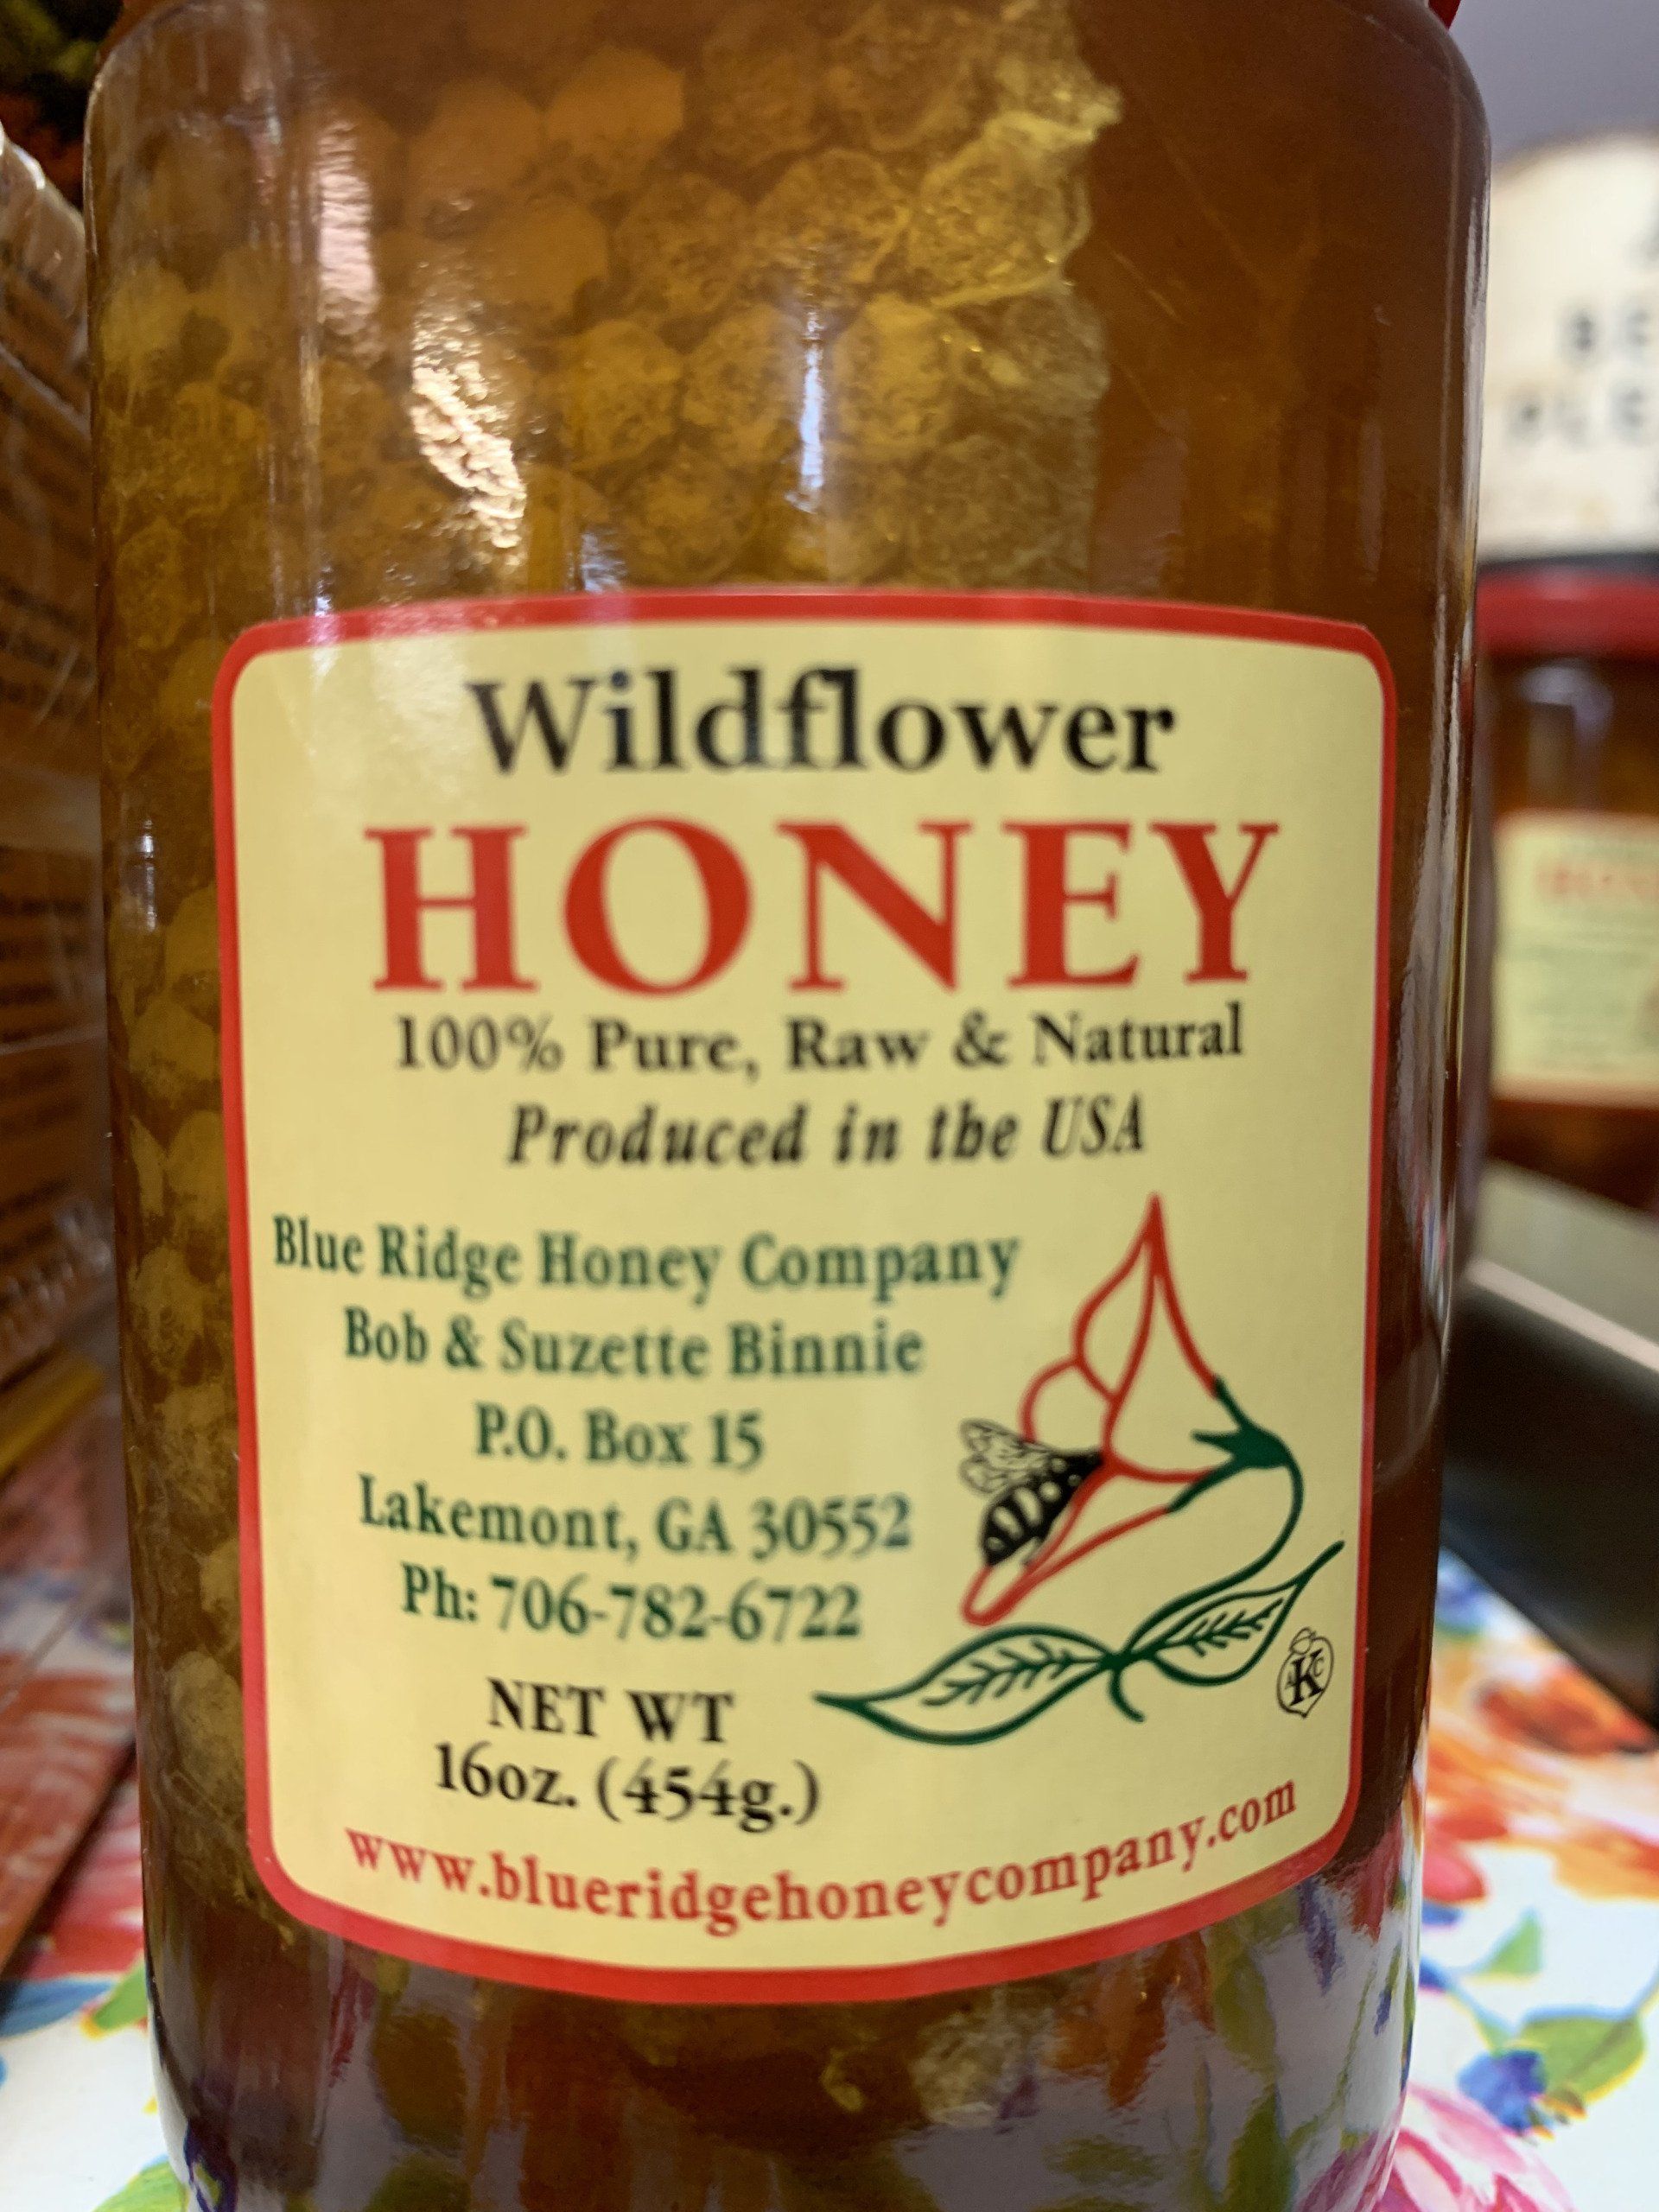 Wildflower
HONEY
100% Pure, Raw & Natural
Produced in the USA
Blue Ridge Honey Company
Bob & Suzette Binnie
P.O. Box 15
Lakemont, GA 30552
Ph: 706-782-6722
NET WT
16oz. (454g.)
AKC
www.blueridgehoneycompany.com